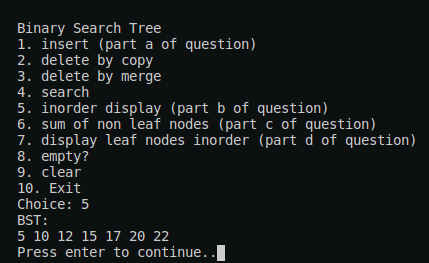 Binary Search Tree
1. insert (part a of question)
2. delete by copy
3. delete by merge
4. search
5. inorder display (part b of question)
6. sum of non leaf nodes (part c of question)
7. display leaf nodes inorder (part d of question)
8. empty?
9. clear
10. Exit
Choice: 5
BST:
5 10 12 15 17 20 22
Press enter to continue..